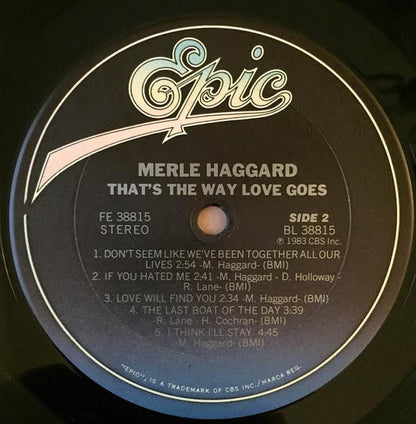 Epic
MERLE HAGGARD
THAT'S THE WAY LOVE GOES
FE 38815
STEREO
SIDE 2
BL 38815
℗ 1983 CBS Inc.
1. DON'T SEEM LIKE WE'VE BEEN TOGETHER ALL OUR
LIVES 2:54 -M. Haggard- (BMI)
2. IF YOU HATED ME 2:41 -M. Haggard - D. Holloway -
R. Lane- (BMI)
3. LOVE WILL FIND YOU 2:34 -M. Haggard- (BMI)
4. THE LAST BOAT OF THE DAY 3:39
-R. Lane - H. Cochran- (BMI)
5. I THINK I'LL STAY 4:45
-M. Haggard- (BMI)
"EPIC", IS A TRADEMARK OF CBS INC./MARCA REG.